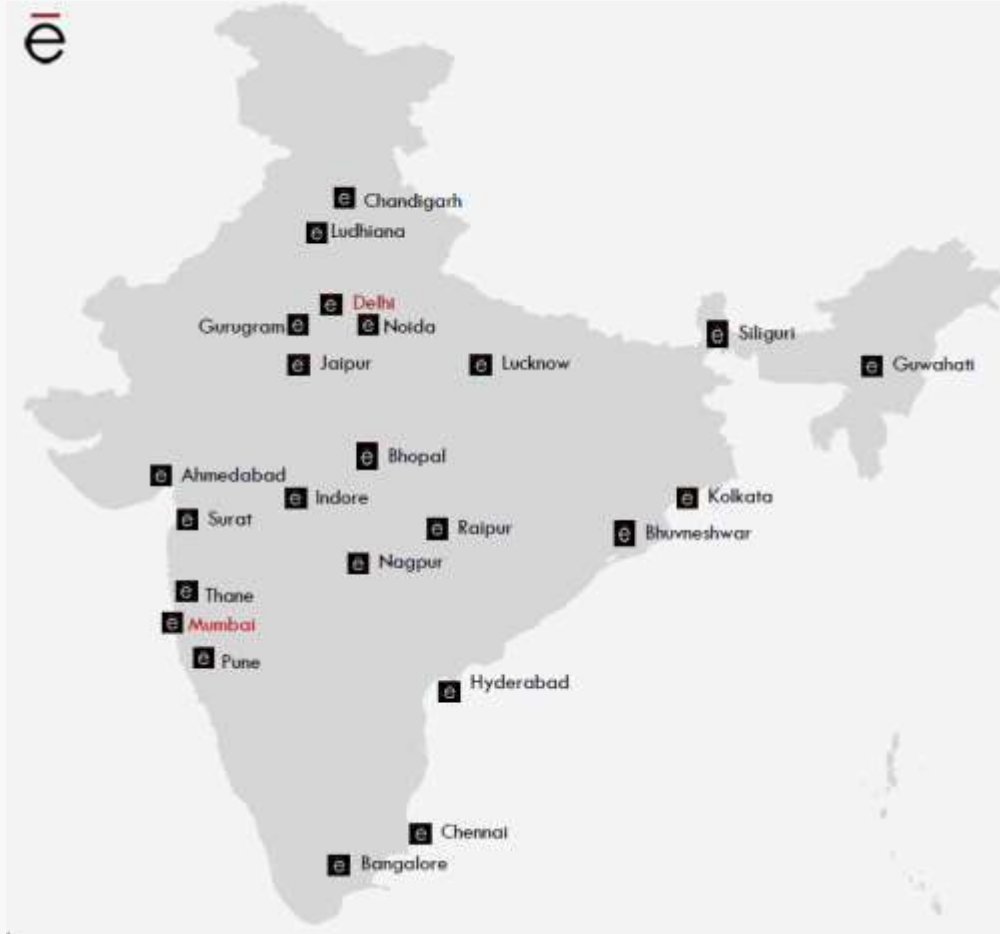 ē
Chandigarh
Ludhiana
Delhi
Gurugram
Noida
Siliguri
Jaipur
Lucknow
Guwahati
Bhopal
Ahmedabad
Indore
Kolkata
Surat
Raipur
Bhuvneshwar
Nagpur
Thane
Mumbai
Pune
Hyderabad
Chennai
Bangalore